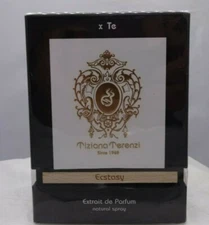 x Te
Tiziana Terenzi
Since 1968
Ecstasy
Extrait de Parfum
natural spray